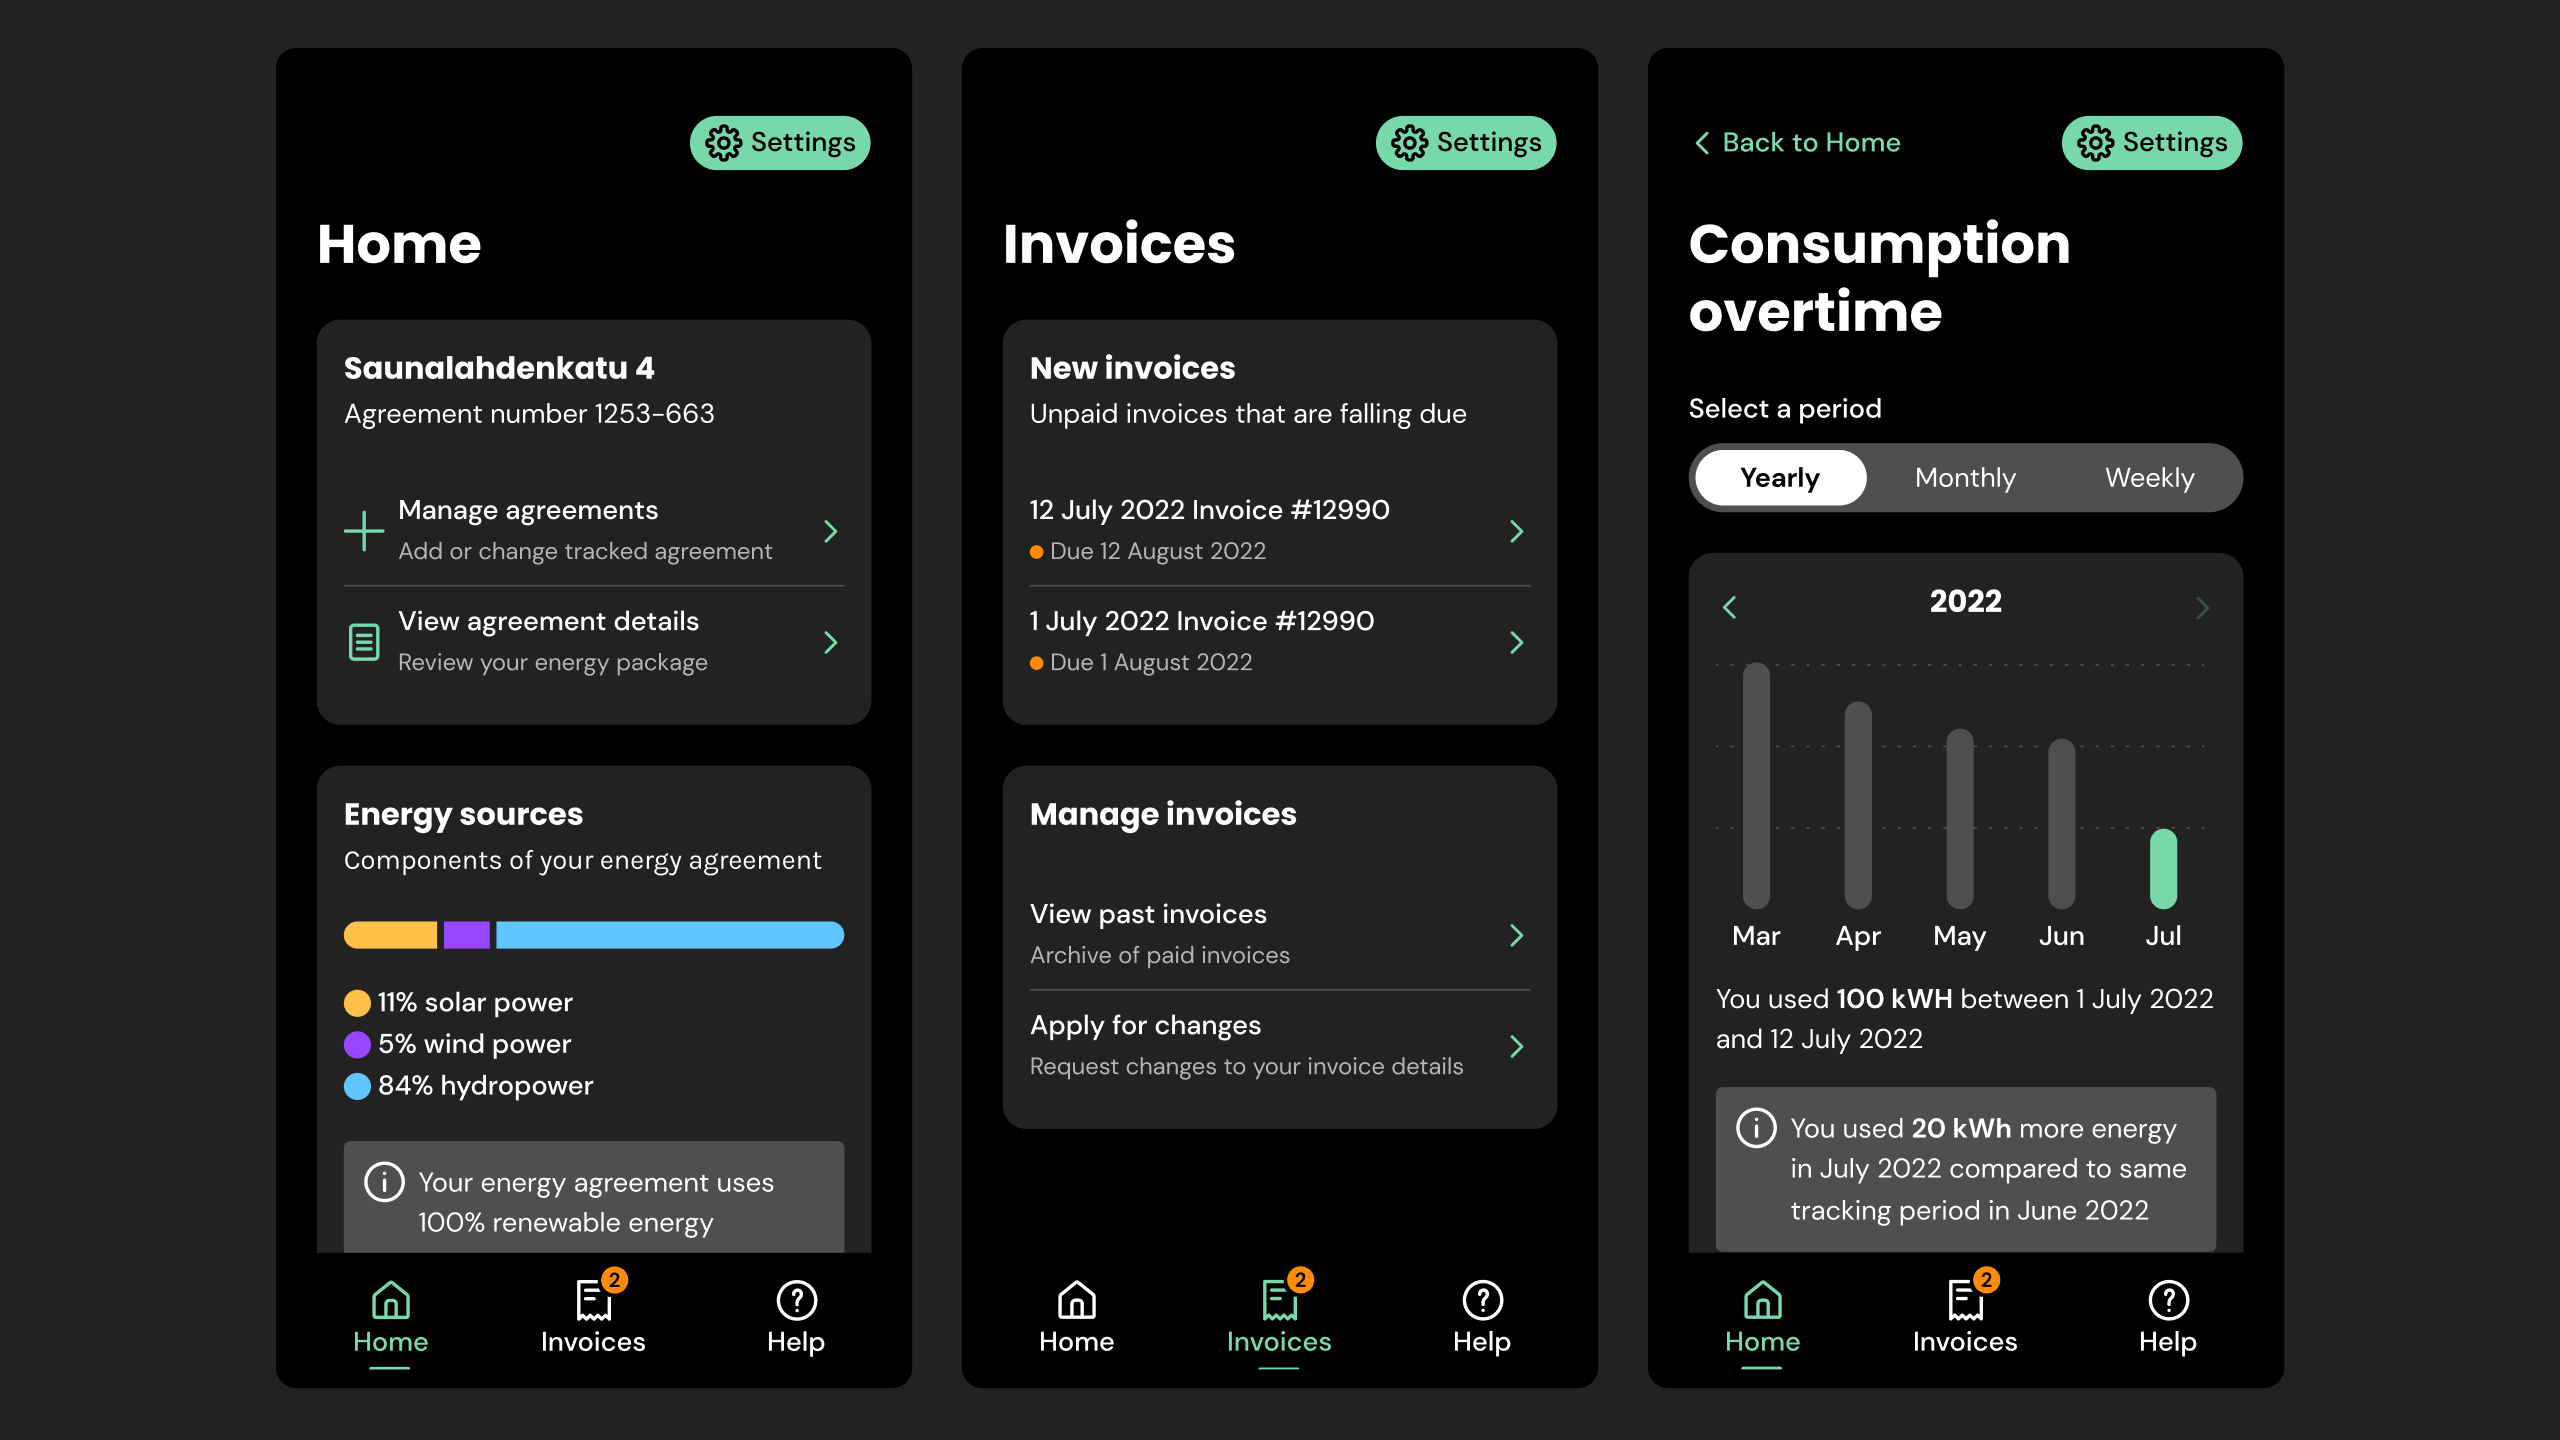 Settings
Home
Saunalahdenkatu 4
Agreement number 1253-663
Manage agreements
Add or change tracked agreement
View agreement details
Review your energy package
Energy sources
Components of your energy agreement
11% solar power
5% wind power
84% hydropower
Your energy agreement uses
100% renewable energy
2
Home
Invoices
Help
Settings
Invoices
New invoices
Unpaid invoices that are falling due
12 July 2022 Invoice #12990
Due 12 August 2022
1 July 2022 Invoice #12990
Due 1 August 2022
Manage invoices
View past invoices
Archive of paid invoices
Apply for changes
Request changes to your invoice details
2
Home
Invoices
Help
Back to Home
Settings
Consumption
overtime
Select a period
Yearly
Monthly
Weekly
2022
Mar
Apr
May
Jun
Jul
You used 100 kWH between 1 July 2022
and 12 July 2022
You used 20 kWh more energy
in July 2022 compared to same
tracking period in June 2022
2
Home
Invoices
Help